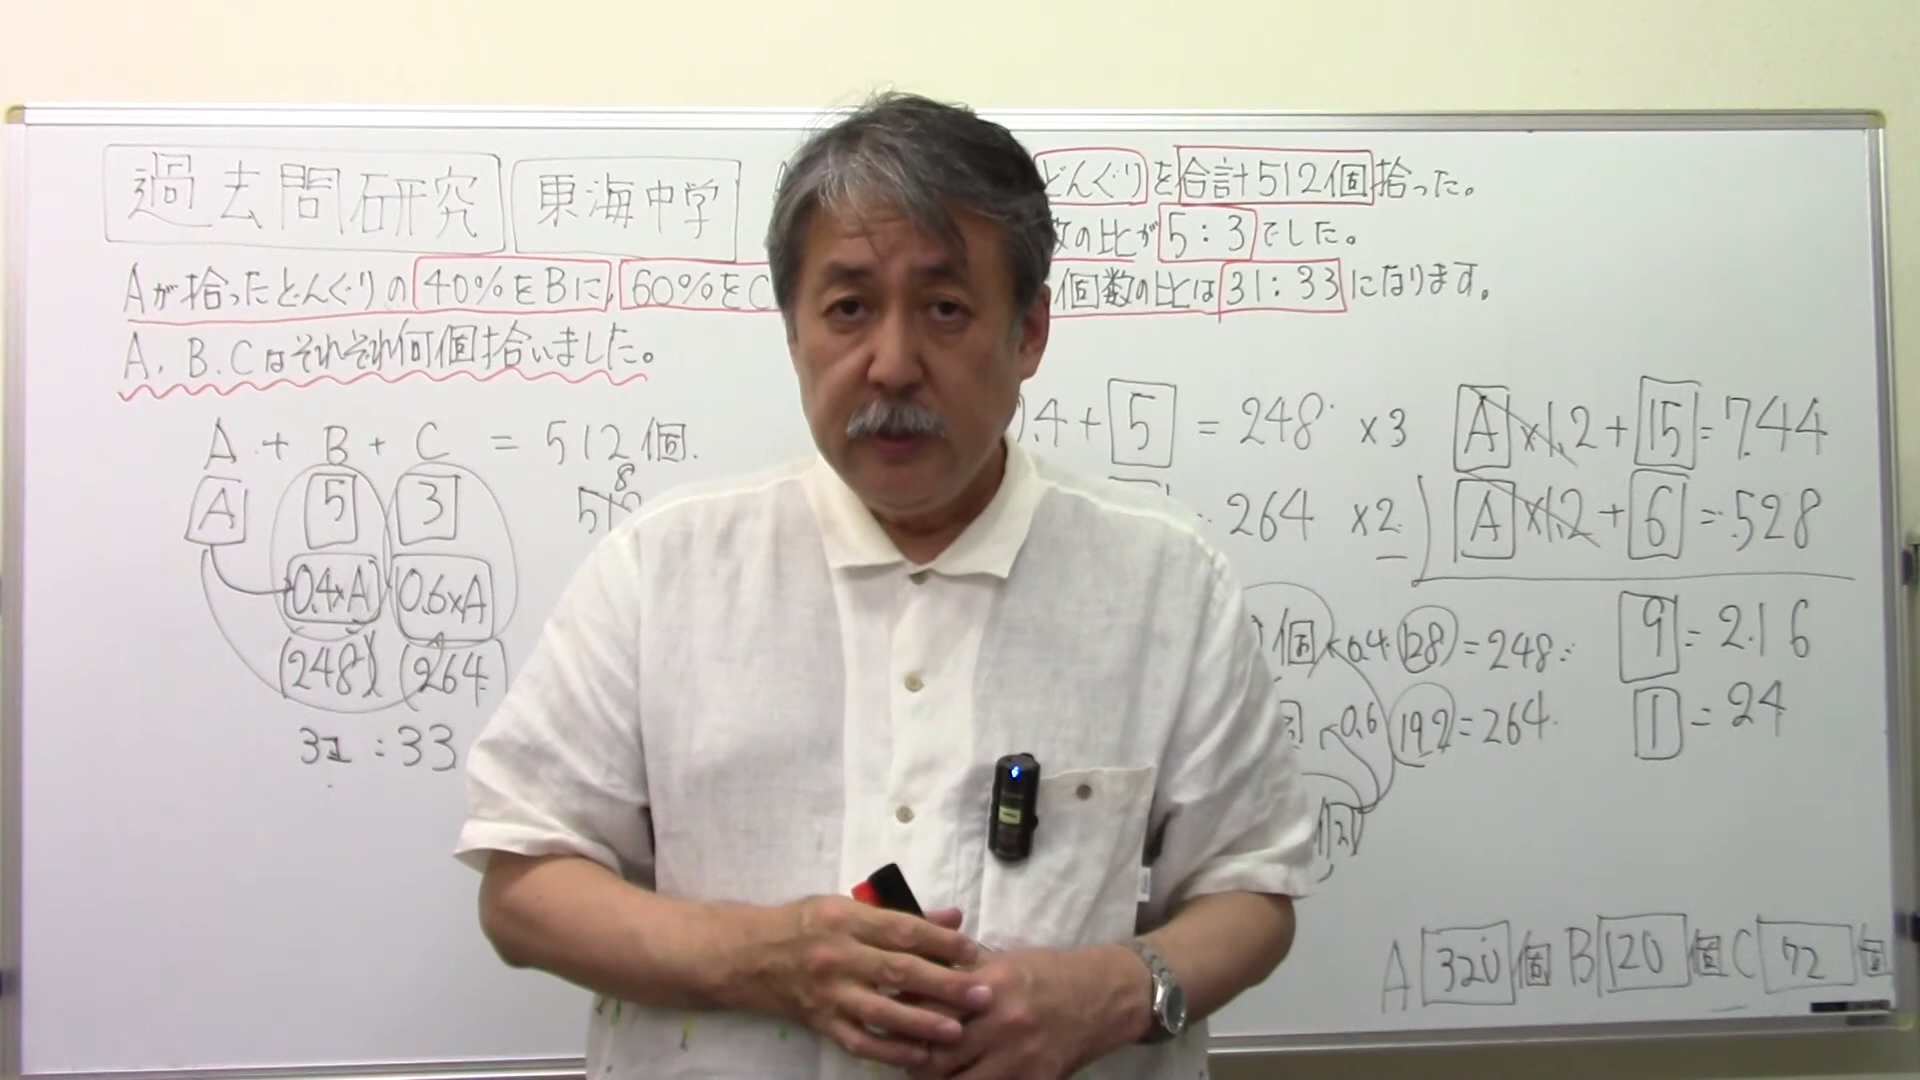 過去問研究 東海中学
どんぐりを合計512個拾った。
の比が5:3でした。
Aが拾ったどんぐりの40%をBに,60%をC
個数の比は31:33になります。
A.B.Cはそれぞれ何個拾いました。
A + B + C = 512個.
A 5 3
8
0.4×A 0.6×A
(248) (264
31:33
.4+5=248 ×3
264 ×2
A×1.2+15=744
A×1.2+6=528
9=216
1=24
個 0.4 128=248
0.6 192=264
A 320個 B 120個 C 72個